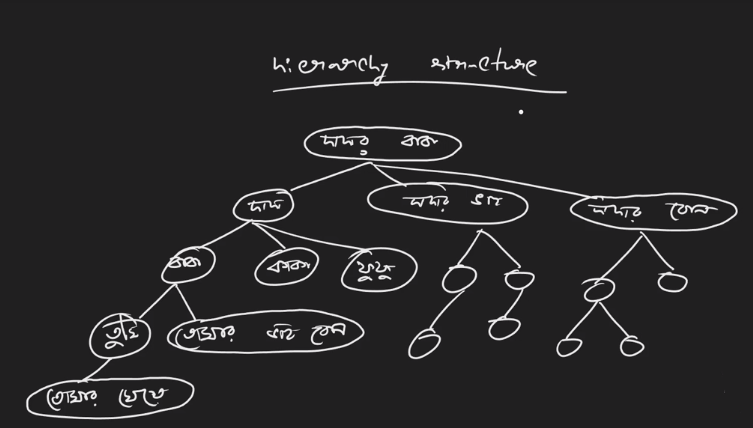 hierarchy structure
দাদার বাবা
দাদা
দাদার ভাই
দাদার বোন
বাবা
কাকা
ফুফু
তুমি
তোমার ভাই বোন
তোমার মেয়ে